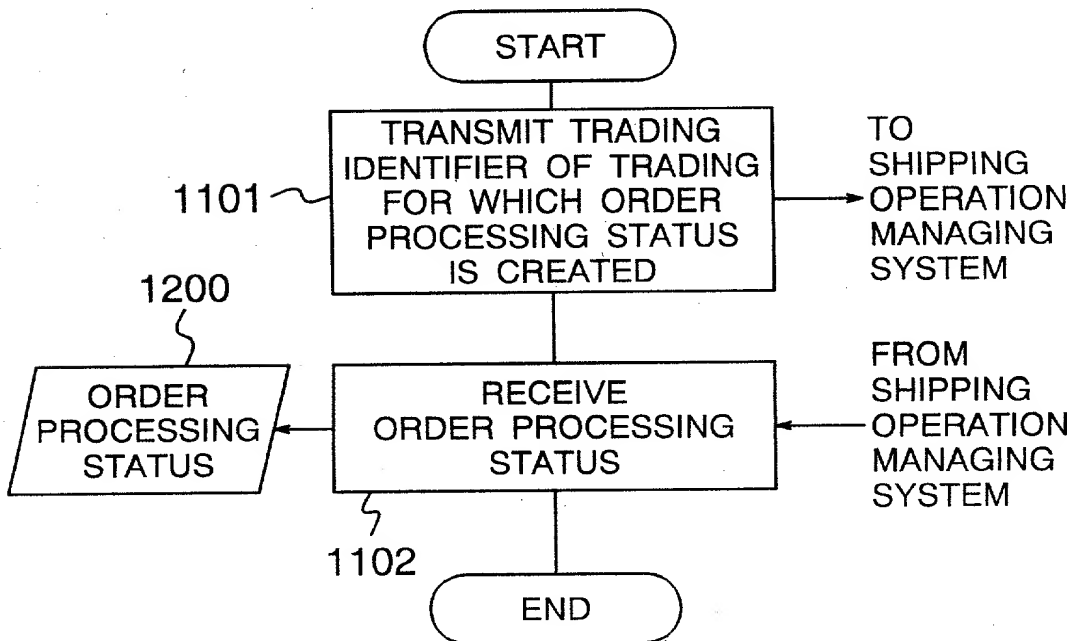 START
TRANSMIT TRADING
IDENTIFIER OF TRADING
FOR WHICH ORDER
PROCESSING STATUS
IS CREATED
1101
TO
SHIPPING
OPERATION
MANAGING
SYSTEM
1200
ORDER
PROCESSING
STATUS
RECEIVE
ORDER PROCESSING
STATUS
1102
FROM
SHIPPING
OPERATION
MANAGING
SYSTEM
END